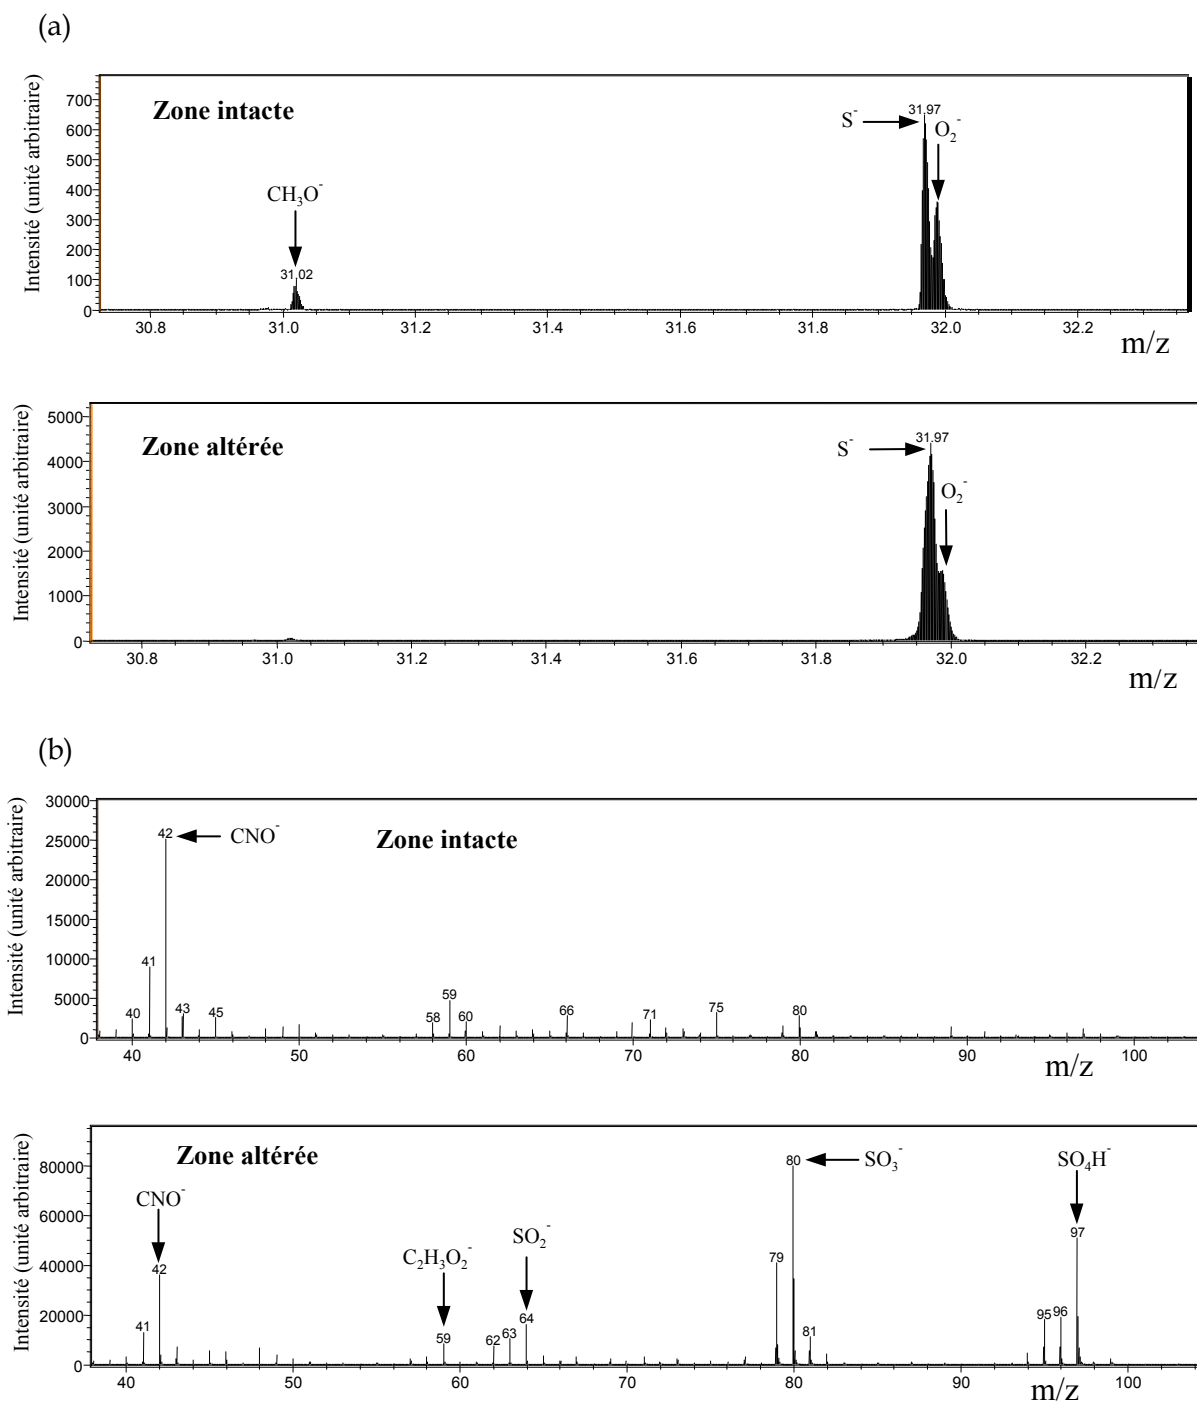 (a)
Intensité (unité arbitraire)
Zone intacte
700
600
500
400
300
200
100
0
CH₃O⁻
31.02
S⁻
31.97
O₂⁻
30.8 31.0 31.2 31.4 31.6 31.8 32.0 32.2
m/z
Intensité (unité arbitraire)
Zone altérée
5000
4000
3000
2000
1000
0
S⁻
31.97
O₂⁻
30.8 31.0 31.2 31.4 31.6 31.8 32.0 32.2
m/z
(b)
Intensité (unité arbitraire)
30000
25000
20000
15000
10000
5000
0
42 CNO⁻
Zone intacte
40 41 43 45 58 59 60 66 71 75 80
40 50 60 70 80 90 100
m/z
Intensité (unité arbitraire)
Zone altérée
80000
60000
40000
20000
0
CNO⁻
C₂H₃O₂⁻
SO₂⁻
SO₃⁻
SO₄H⁻
41 42 59 62 63 64 79 80 81 95 96 97
40 50 60 70 80 90 100
m/z